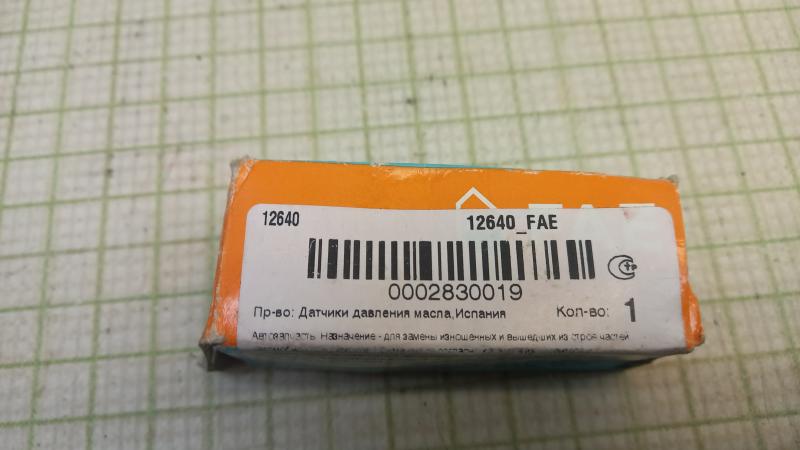 12640
12640_FAE
0002830019
Пр-во: Датчики давления масла,Испания
Кол-во: 1
Автозапчасть. Назначение - для замены изношенных и вышедших из строя частей